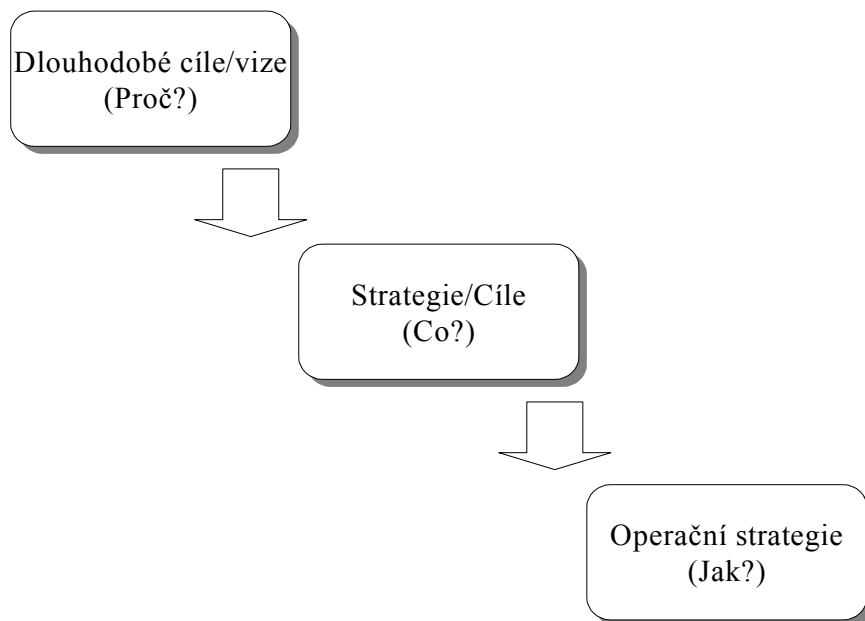 Dlouhodobé cíle/vize
(Proč?)
Strategie/Cíle
(Co?)
Operační strategie
(Jak?)